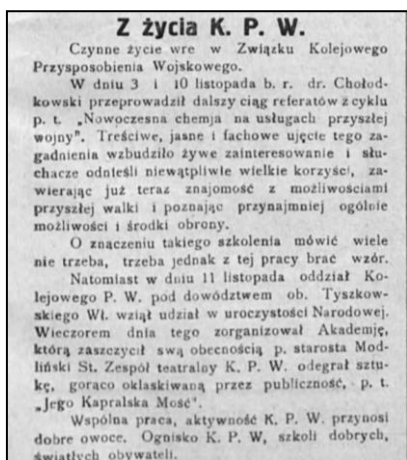 Z życia K. P. W.
Czynne życie wre w Związku Kolejowego
Przysposobienia Wojskowego.
W dniu 3 i 10 listopada b. r. dr. Chołod-
kowski przeprowadził dalszy ciąg referatów z cyklu
p. t. „Nowoczesna chemja na usługach przyszłej
wojny". Treściwe, jasne i fachowe ujęcie tego za-
gadnienia wzbudziło żywe zainteresowanie i słu-
chacze odnieśli niewątpliwie wielkie korzyści, za-
wierając już teraz znajomość z możliwościami
przyszłej walki i poznając przynajmniej ogólnie
możliwości i środki obrony.
O znaczeniu takiego szkolenia mówić wiele
nie trzeba, trzeba jednak z tej pracy brać wzór.
Natomiast w dniu 11 listopada oddział Ko-
lejowego P. W. pod dowództwem ob. Tyszkow-
skiego Wł. wziął udział w uroczystości Narodowej.
Wieczorem dnia tego zorganizował Akademję,
którą zaszczycił swą obecnością p. starosta Mod-
liński St. Zespół teatralny K. P. W. odegrał sztu-
kę, gorąco oklaskiwaną przez publiczność, p. t.
„Jego Kapralska Mość".
Wspólna praca, aktywność K. P. W. przynosi
dobre owoce. Ognisko K. P. W, szkoli dobrych,
światłych obywateli.